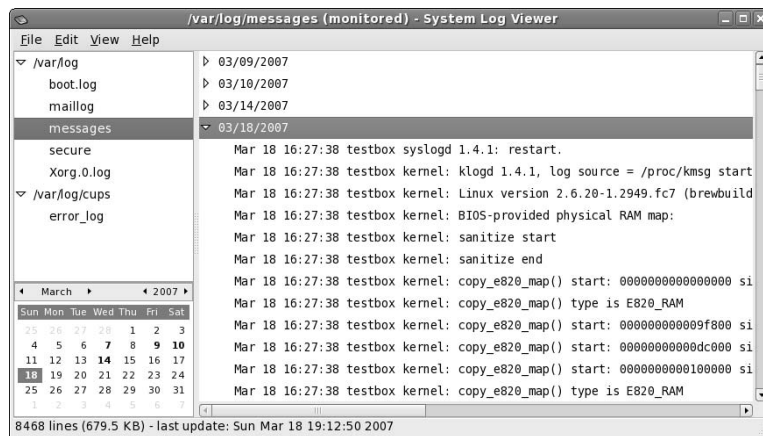 /var/log/messages (monitored) - System Log Viewer
File Edit View Help
/var/log
boot.log
maillog
messages
secure
Xorg.0.log
/var/log/cups
error_log
March 2007
Sun Mon Tue Wed Thu Fri Sat
25 26 27 28 1 2 3
4 5 6 7 8 9 10
11 12 13 14 15 16 17
18 19 20 21 22 23 24
25 26 27 28 29 30 31
1 2 3 4 5 6 7
03/09/2007
03/10/2007
03/14/2007
03/18/2007
Mar 18 16:27:38 testbox syslogd 1.4.1: restart.
Mar 18 16:27:38 testbox kernel: klogd 1.4.1, log source = /proc/kmsg start
Mar 18 16:27:38 testbox kernel: Linux version 2.6.20-1.2949.fc7 (brewbuild
Mar 18 16:27:38 testbox kernel: BIOS-provided physical RAM map:
Mar 18 16:27:38 testbox kernel: sanitize start
Mar 18 16:27:38 testbox kernel: sanitize end
Mar 18 16:27:38 testbox kernel: copy_e820_map() start: 0000000000000000 si
Mar 18 16:27:38 testbox kernel: copy_e820_map() type is E820_RAM
Mar 18 16:27:38 testbox kernel: copy_e820_map() start: 000000000009f800 si
Mar 18 16:27:38 testbox kernel: copy_e820_map() start: 00000000000dc000 si
Mar 18 16:27:38 testbox kernel: copy_e820_map() start: 0000000000100000 si
Mar 18 16:27:38 testbox kernel: copy_e820_map() type is E820_RAM
8468 lines (679.5 KB) - last update: Sun Mar 18 19:12:50 2007